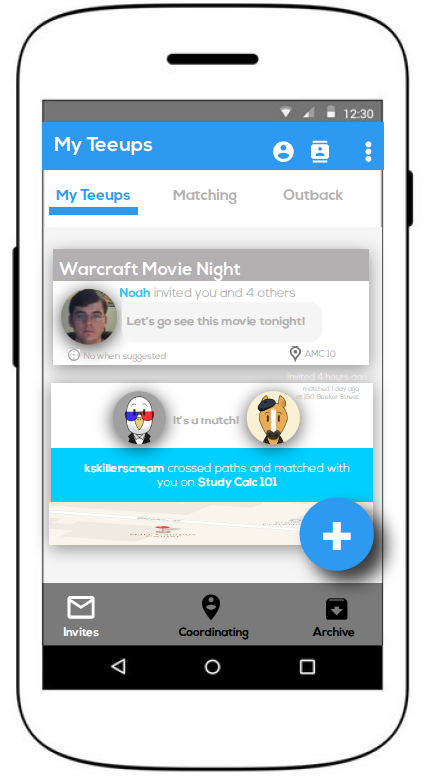 12:30
My Teeups
My Teeups Matching Outback
Warcraft Movie Night
Noah invited you and 4 others
Let's go see this movie tonight!
No when suggested
AMC 10
invited 4 hours ago
matched 1 day ago
at 150 Beeker Street
It's a match!
kskillerscream crossed paths and matched with
you on Study Calc 101
Invites Coordinating Archive